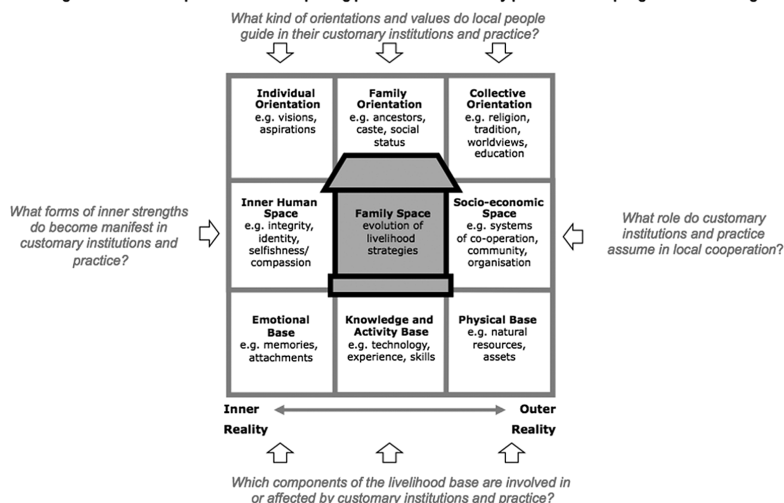 What kind of orientations and values do local people
guide in their customary institutions and practice?
Individual
Orientation
e.g. visions,
aspirations
Family
Orientation
e.g. ancestors,
caste, social
status
Collective
Orientation
e.g. religion,
tradition,
worldviews,
education
What forms of inner strengths
do become manifest in
customary institutions and
practice?
Inner Human
Space
e.g. integrity,
identity,
selfishness/
compassion
Family Space
evolution of
livelihood
strategies
Socio-economic
Space
e.g. systems
of co-operation,
community,
organisation
What role do customary
institutions and practice
assume in local cooperation?
Emotional
Base
e.g. memories,
attachments
Knowledge and
Activity Base
e.g. technology,
experience, skills
Physical Base
e.g. natural
resources,
assets
Inner
Reality
Outer
Reality
Which components of the livelihood base are involved in
or affected by customary institutions and practice?